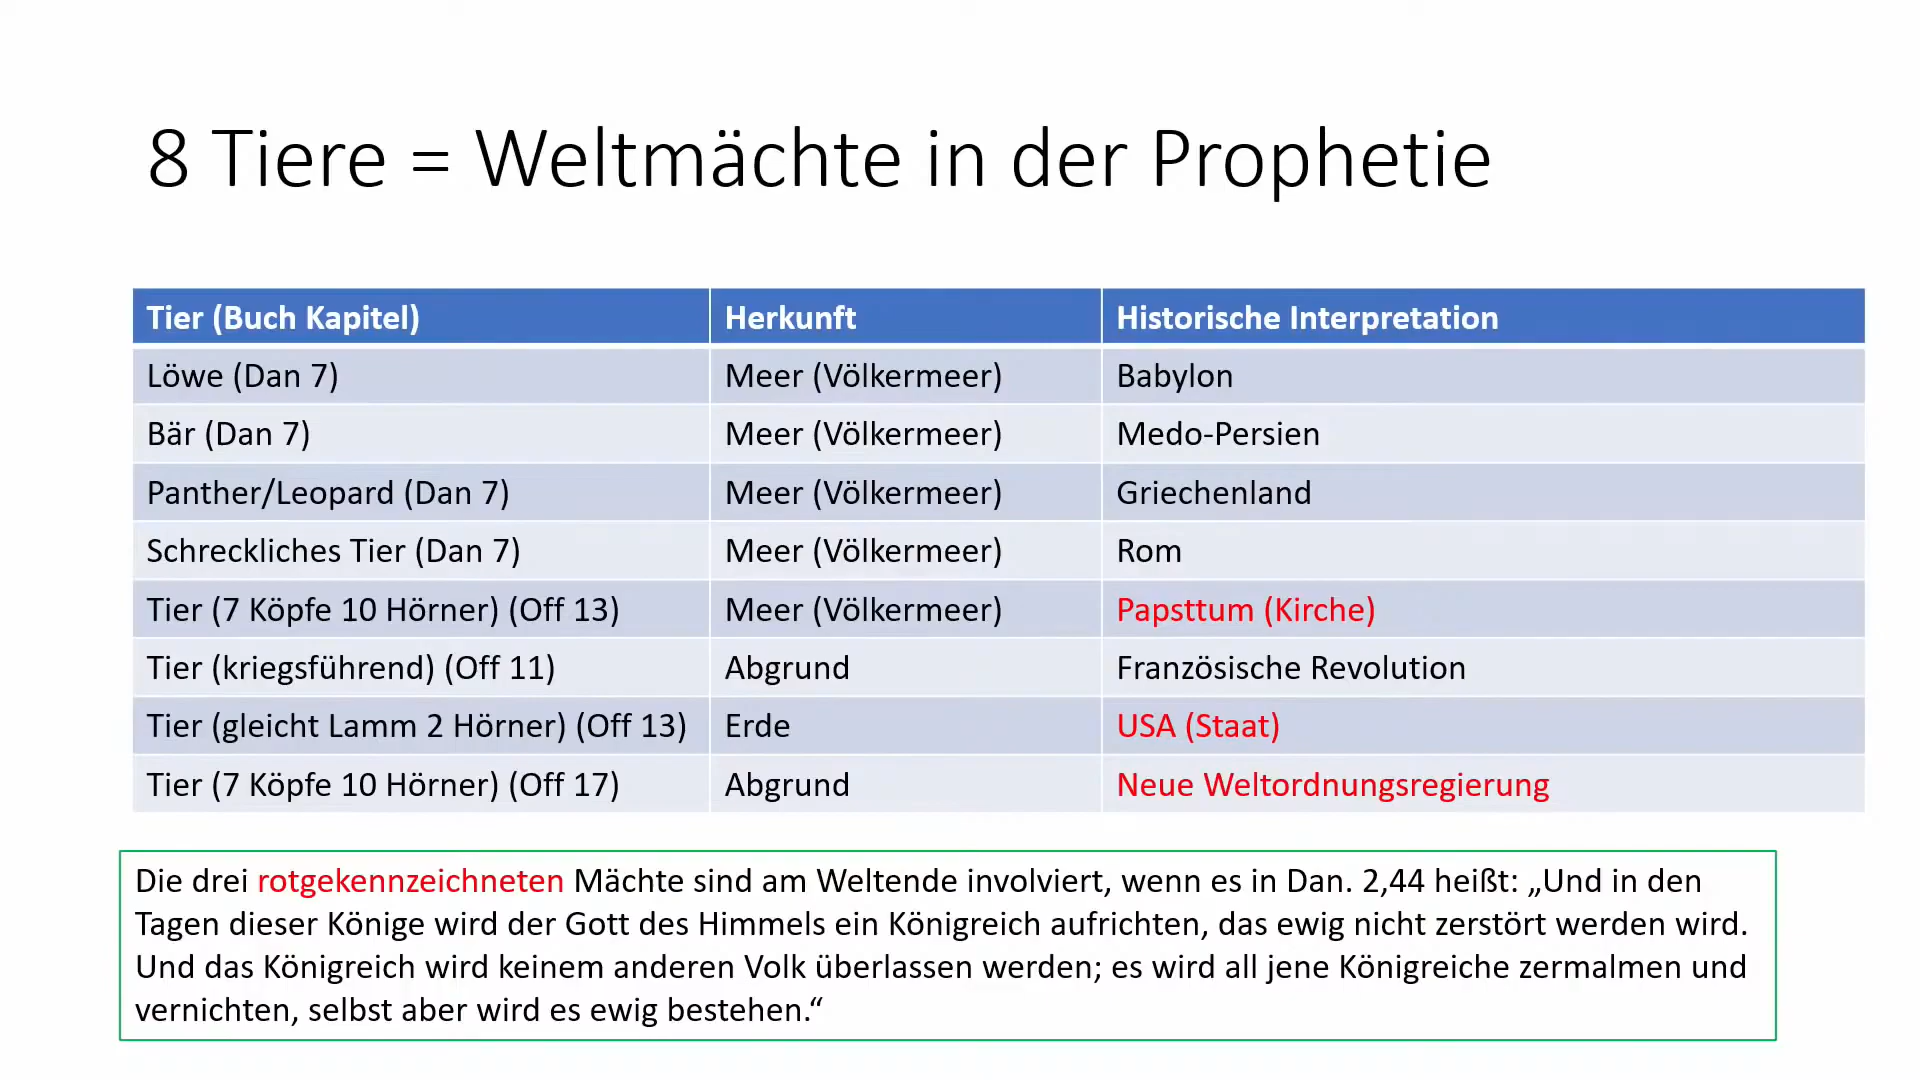 8 Tiere = Weltmächte in der Prophetie
Tier (Buch Kapitel) Herkunft Historische Interpretation
Löwe (Dan 7) Meer (Völkermeer) Babylon
Bär (Dan 7) Meer (Völkermeer) Medo-Persien
Panther/Leopard (Dan 7) Meer (Völkermeer) Griechenland
Schreckliches Tier (Dan 7) Meer (Völkermeer) Rom
Tier (7 Köpfe 10 Hörner) (Off 13) Meer (Völkermeer) Papsttum (Kirche)
Tier (kriegsführend) (Off 11) Abgrund Französische Revolution
Tier (gleicht Lamm 2 Hörner) (Off 13) Erde USA (Staat)
Tier (7 Köpfe 10 Hörner) (Off 17) Abgrund Neue Weltordnungsregierung
Die drei rotgekennzeichneten Mächte sind am Weltende involviert, wenn es in Dan. 2,44 heißt: „Und in den
Tagen dieser Könige wird der Gott des Himmels ein Königreich aufrichten, das ewig nicht zerstört werden wird.
Und das Königreich wird keinem anderen Volk überlassen werden; es wird all jene Königreiche zermalmen und
vernichten, selbst aber wird es ewig bestehen.“